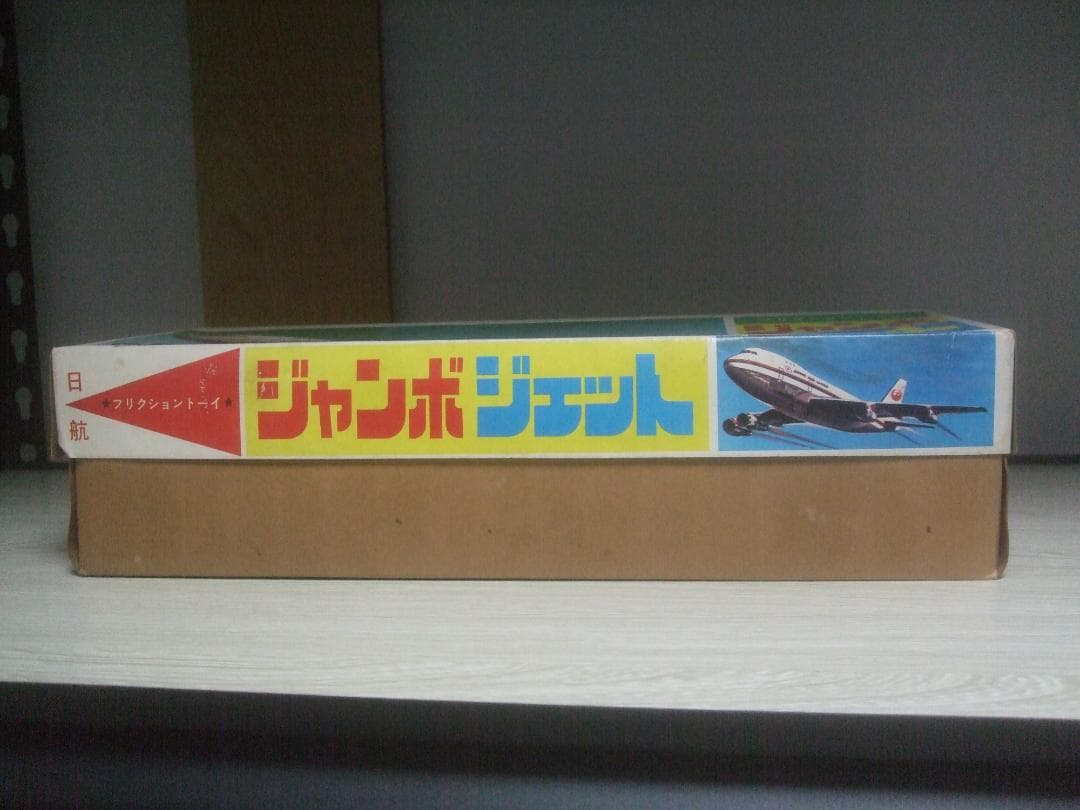 日航
★フリクショントーイ★
ジャンボジェット